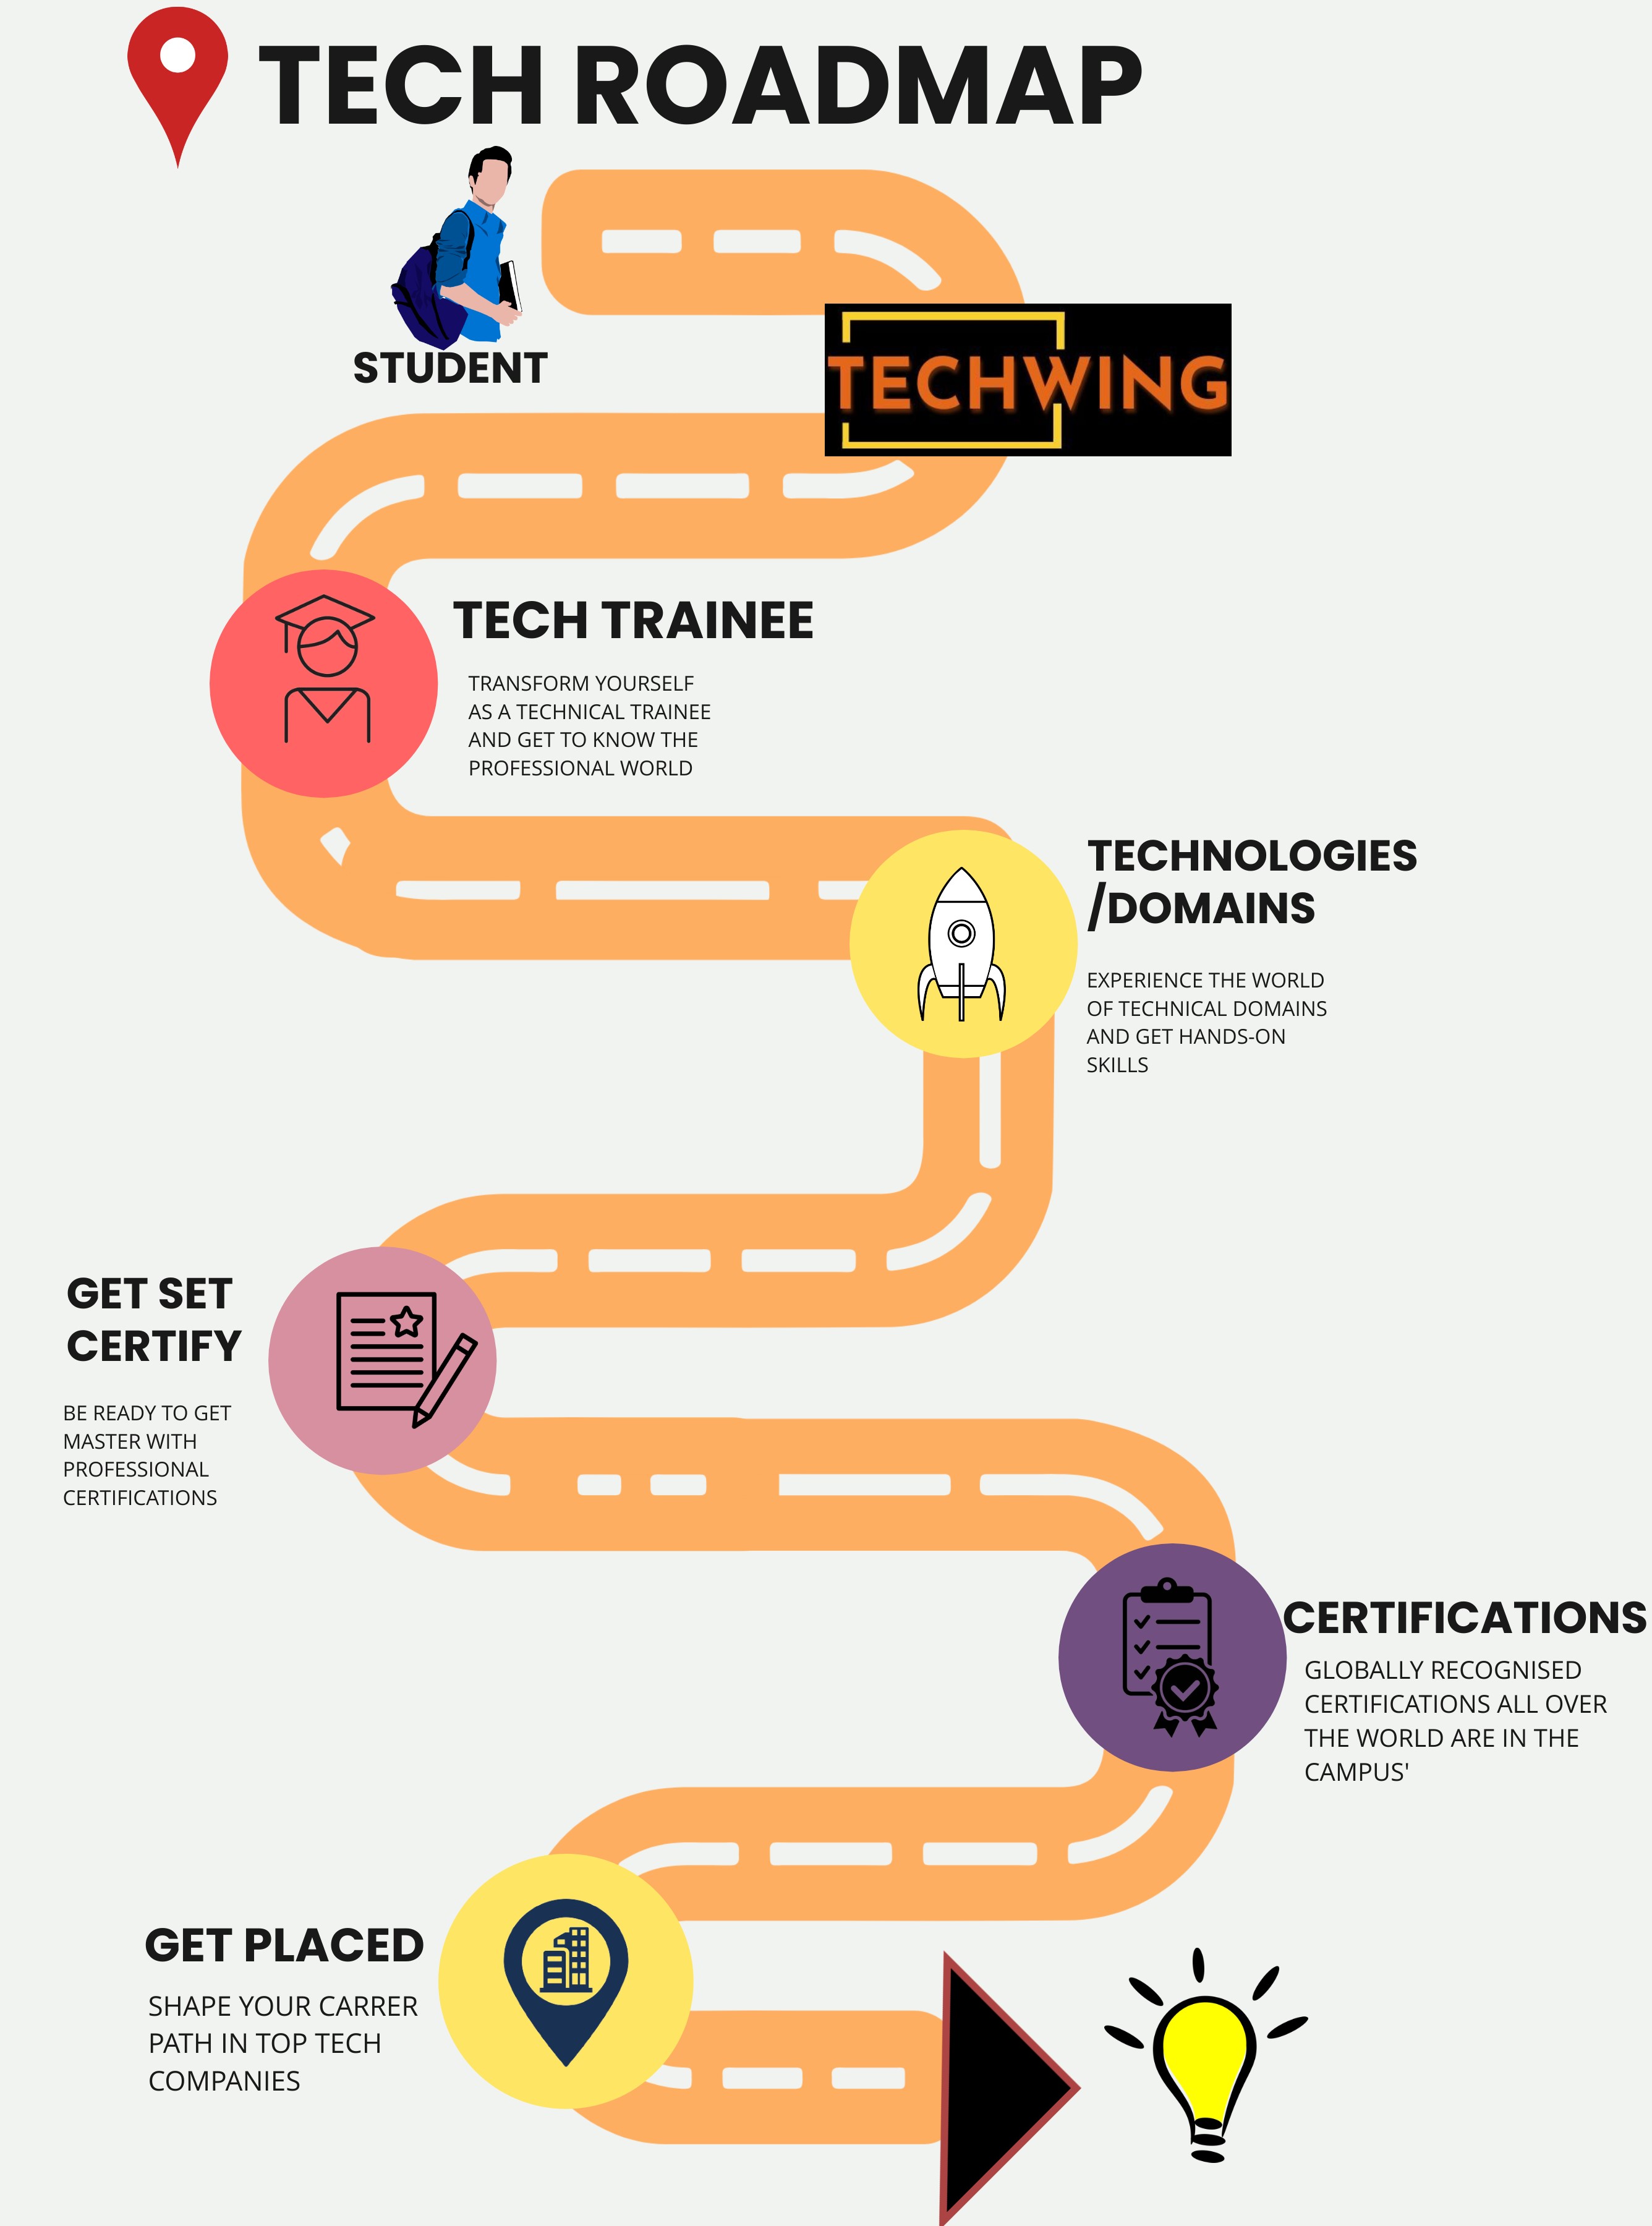 TECH ROADMAP
STUDENT
TECHWING
TECH TRAINEE
TRANSFORM YOURSELF
AS A TECHNICAL TRAINEE
AND GET TO KNOW THE
PROFESSIONAL WORLD
TECHNOLOGIES
/DOMAINS
EXPERIENCE THE WORLD
OF TECHNICAL DOMAINS
AND GET HANDS-ON
SKILLS
GET SET
CERTIFY
BE READY TO GET
MASTER WITH
PROFESSIONAL
CERTIFICATIONS
CERTIFICATIONS
GLOBALLY RECOGNISED
CERTIFICATIONS ALL OVER
THE WORLD ARE IN THE
CAMPUS'
GET PLACED
SHAPE YOUR CARRER
PATH IN TOP TECH
COMPANIES